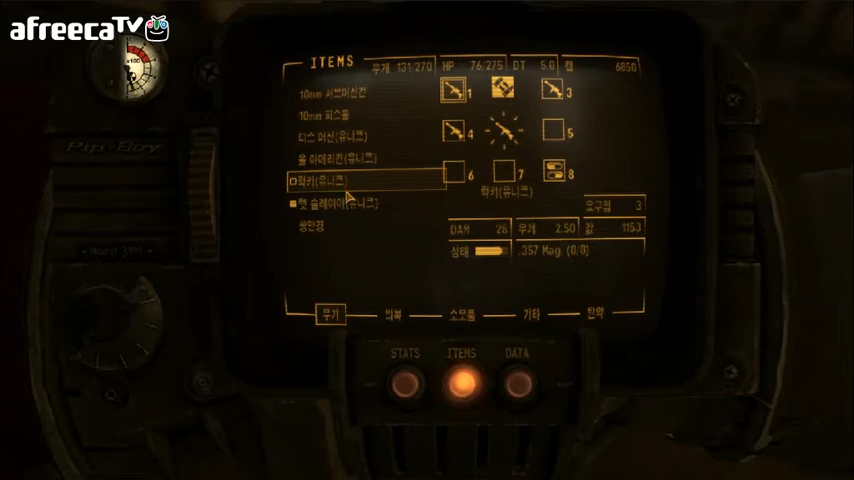 afreecaTV
ITEMS 무게 131/270 HP 76/275 DT 5.0 캡 6850
x100
10mm 서브머신건
10mm 피스톨
디스 머신(유니크)
올 아메리칸(유니크)
럭키(유니크)
헷 슬레이어(유니크)
쌍안경
1
3
4
5
6
7
8
럭키(유니크)
요구힘 3
DAM 26 무게 2.50 값 1153
상태 .357 Mag. (0/0)
무기 의복 소모품 기타 탄약
Pip-Boy
STATS ITEMS DATA